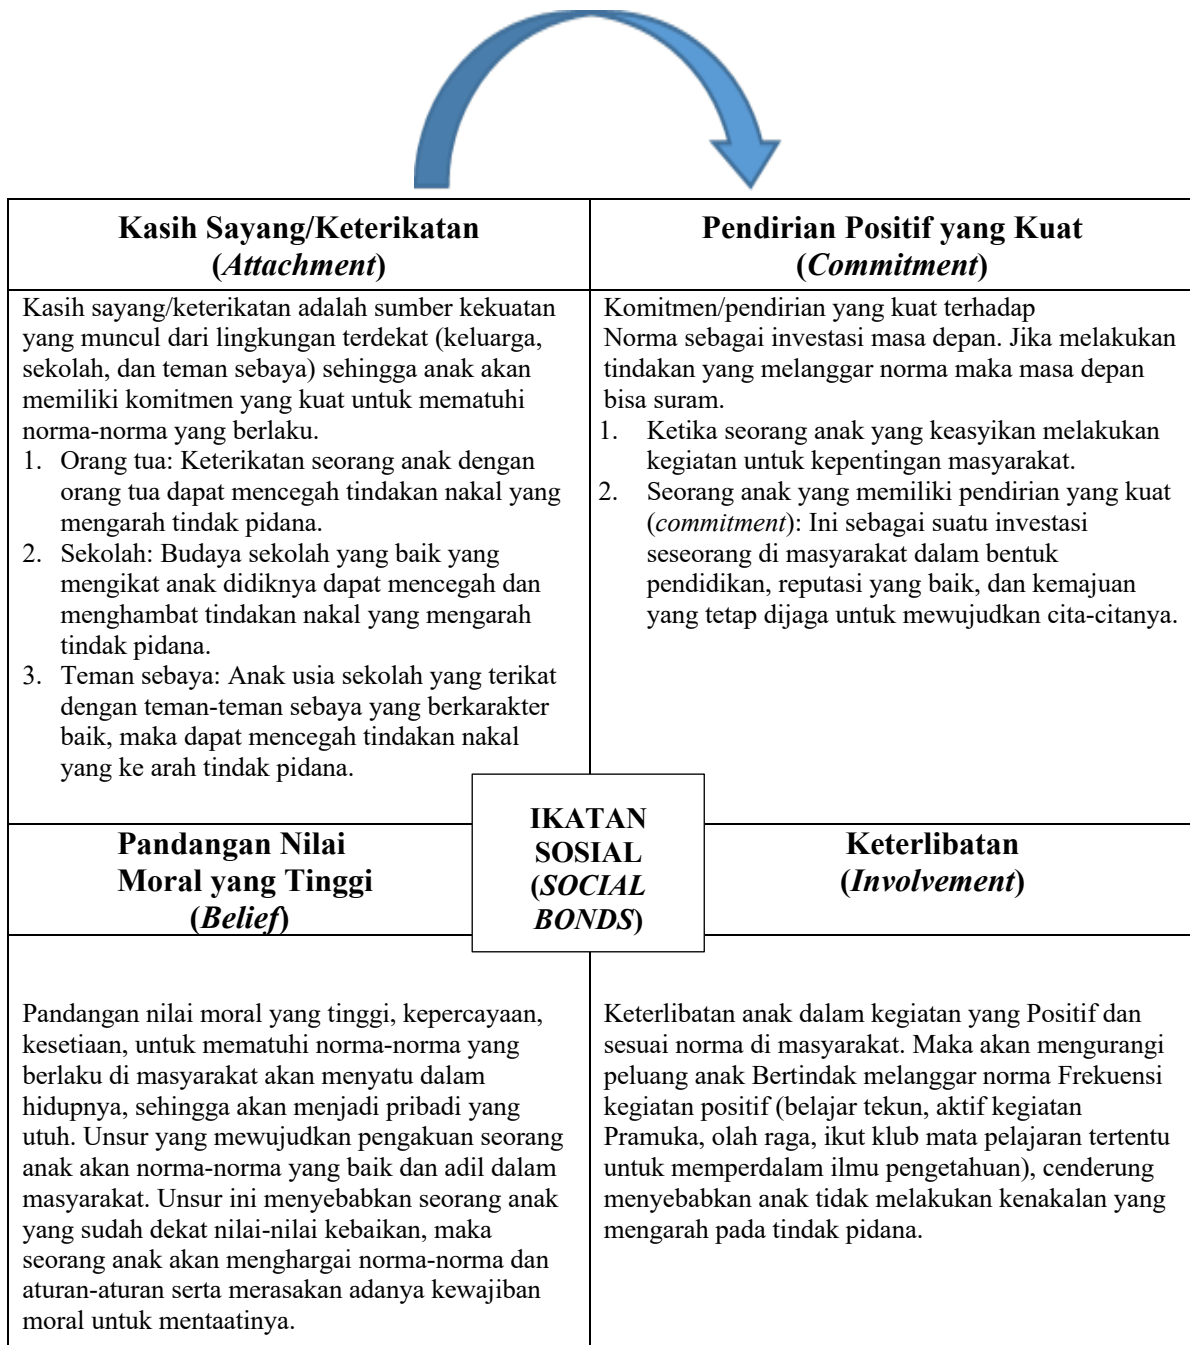 Kasih Sayang/Keterikatan
(Attachment)
Pendirian Positif yang Kuat
(Commitment)
Kasih sayang/keterikatan adalah sumber kekuatan
yang muncul dari lingkungan terdekat (keluarga,
sekolah, dan teman sebaya) sehingga anak akan
memiliki komitmen yang kuat untuk mematuhi
norma-norma yang berlaku.
1. Orang tua: Keterikatan seorang anak dengan
orang tua dapat mencegah tindakan nakal yang
mengarah tindak pidana.
2. Sekolah: Budaya sekolah yang baik yang
mengikat anak didiknya dapat mencegah dan
menghambat tindakan nakal yang mengarah
tindak pidana.
3. Teman sebaya: Anak usia sekolah yang terikat
dengan teman-teman sebaya yang berkarakter
baik, maka dapat mencegah tindakan nakal
yang ke arah tindak pidana.
Komitmen/pendirian yang kuat terhadap
Norma sebagai investasi masa depan. Jika melakukan
tindakan yang melanggar norma maka masa depan
bisa suram.
1. Ketika seorang anak yang keasyikan melakukan
kegiatan untuk kepentingan masyarakat.
2. Seorang anak yang memiliki pendirian yang kuat
(commitment): Ini sebagai suatu investasi
seseorang di masyarakat dalam bentuk
pendidikan, reputasi yang baik, dan kemajuan
yang tetap dijaga untuk mewujudkan cita-citanya.
IKATAN
SOSIAL
(SOCIAL
BONDS)
Pandangan Nilai
Moral yang Tinggi
(Belief)
Keterlibatan
(Involvement)
Pandangan nilai moral yang tinggi, kepercayaan,
kesetiaan, untuk mematuhi norma-norma yang
berlaku di masyarakat akan menyatu dalam
hidupnya, sehingga akan menjadi pribadi yang
utuh. Unsur yang mewujudkan pengakuan seorang
anak akan norma-norma yang baik dan adil dalam
masyarakat. Unsur ini menyebabkan seorang anak
yang sudah dekat nilai-nilai kebaikan, maka
seorang anak akan menghargai norma-norma dan
aturan-aturan serta merasakan adanya kewajiban
moral untuk mentaatinya.
Keterlibatan anak dalam kegiatan yang Positif dan
sesuai norma di masyarakat. Maka akan mengurangi
peluang anak Bertindak melanggar norma Frekuensi
kegiatan positif (belajar tekun, aktif kegiatan
Pramuka, olah raga, ikut klub mata pelajaran tertentu
untuk memperdalam ilmu pengetahuan), cenderung
menyebabkan anak tidak melakukan kenakalan yang
mengarah pada tindak pidana.